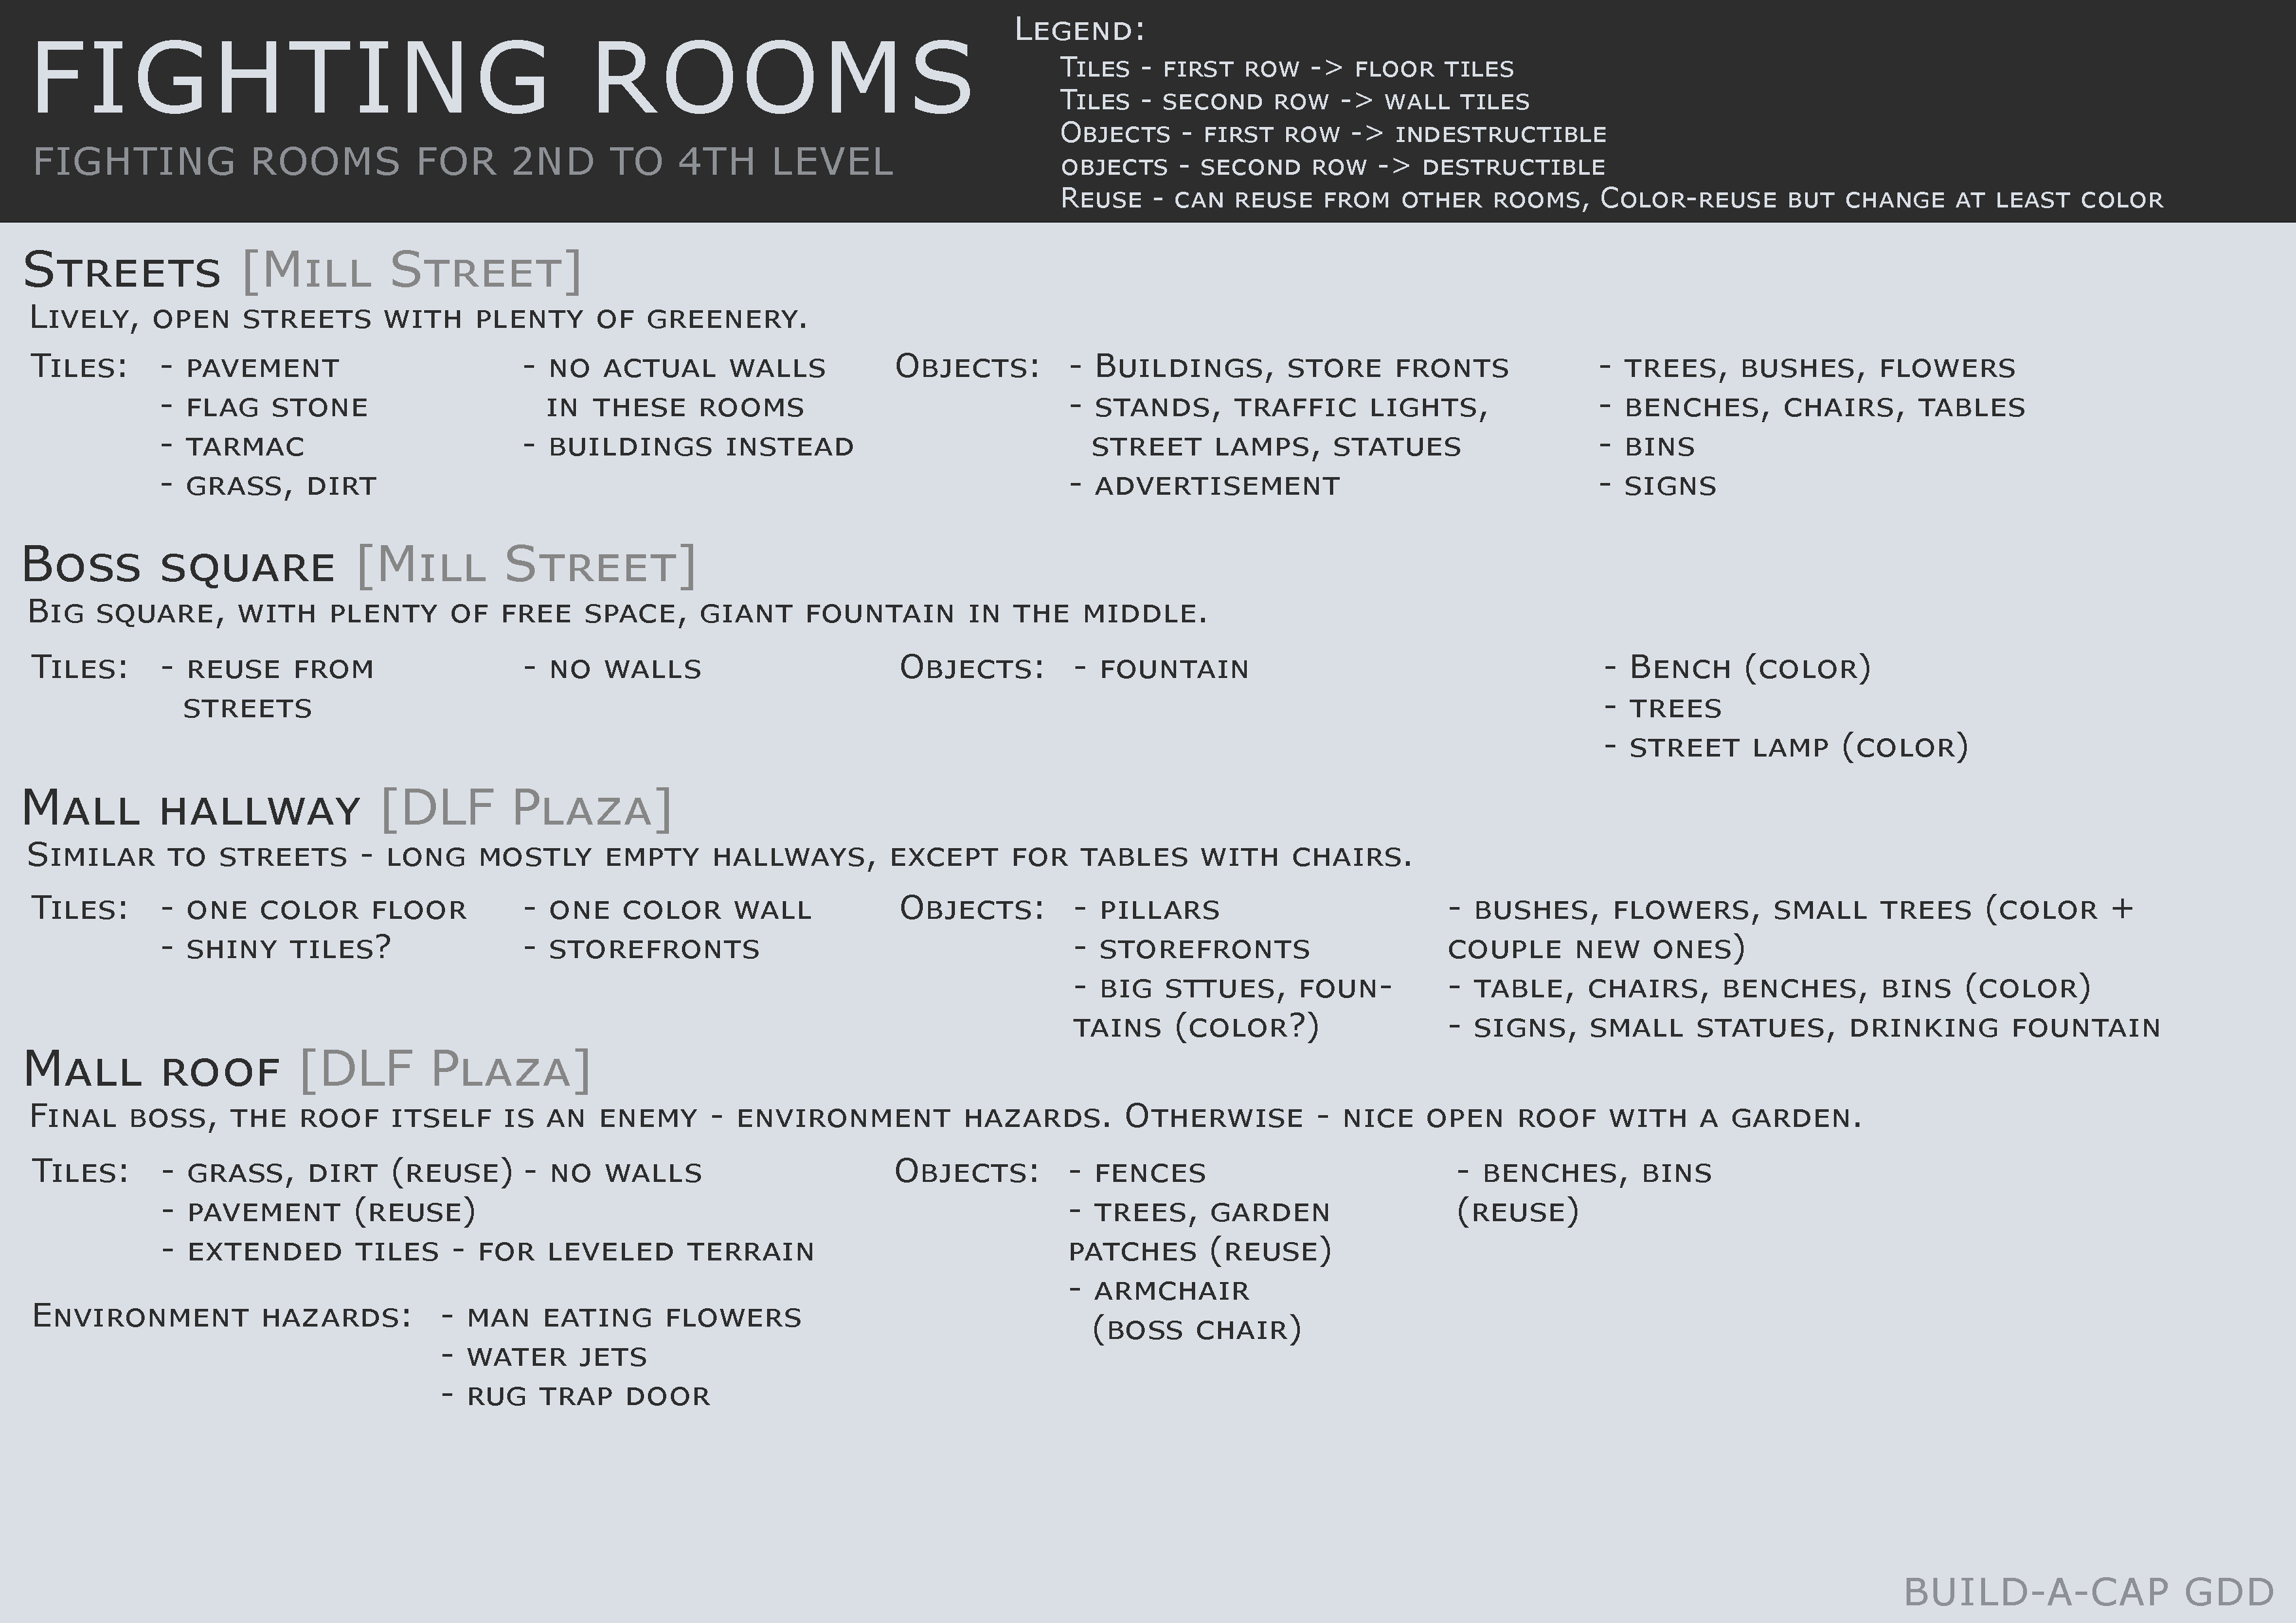 FIGHTING ROOMS
FIGHTING ROOMS FOR 2ND TO 4TH LEVEL
Legend:
Tiles - first row -> floor tiles
Tiles - second row -> wall tiles
Objects - first row -> indestructible
objects - second row -> destructible
Reuse - can reuse from other rooms, Color-reuse but change at least color
Streets [Mill Street]
Lively, open streets with plenty of greenery.
Tiles:
- pavement
- flag stone
- tarmac
- grass, dirt
- no actual walls
in these rooms
- buildings instead
Objects:
- Buildings, store fronts
- stands, traffic lights,
street lamps, statues
- advertisement
- trees, bushes, flowers
- benches, chairs, tables
- bins
- signs
Boss square [Mill Street]
Big square, with plenty of free space, giant fountain in the middle.
Tiles:
- reuse from
streets
- no walls
Objects:
- fountain
- Bench (color)
- trees
- street lamp (color)
Mall hallway [DLF Plaza]
Similar to streets - long mostly empty hallways, except for tables with chairs.
Tiles:
- one color floor
- shiny tiles?
- one color wall
- storefronts
Objects:
- pillars
- storefronts
- big sttues, foun-
tains (color?)
- bushes, flowers, small trees (color +
couple new ones)
- table, chairs, benches, bins (color)
- signs, small statues, drinking fountain
Mall roof [DLF Plaza]
Final boss, the roof itself is an enemy - environment hazards. Otherwise - nice open roof with a garden.
Tiles:
- grass, dirt (reuse)
- pavement (reuse)
- extended tiles - for leveled terrain
- no walls
Objects:
- fences
- trees, garden
patches (reuse)
- armchair
(boss chair)
- benches, bins
(reuse)
Environment hazards:
- man eating flowers
- water jets
- rug trap door
BUILD-A-CAP GDD